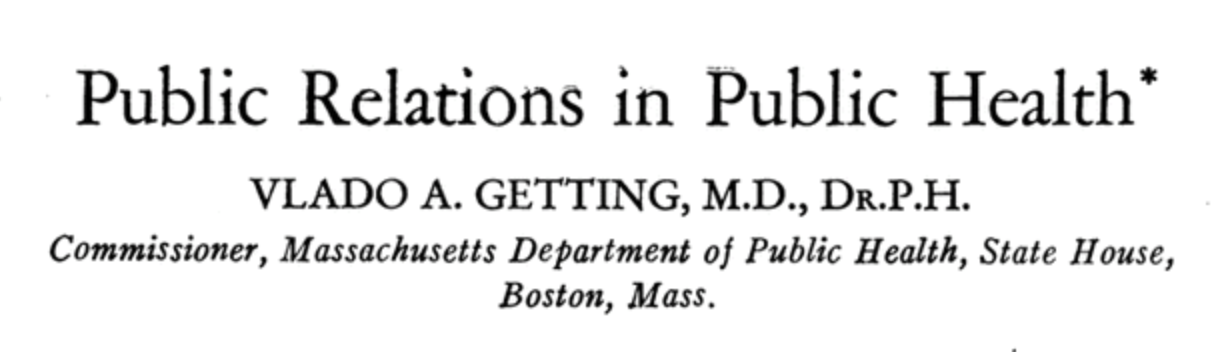 Public Relations in Public Health*
VLADO A. GETTING, M.D., DR.P.H.
Commissioner, Massachusetts Department of Public Health, State House,
Boston, Mass.